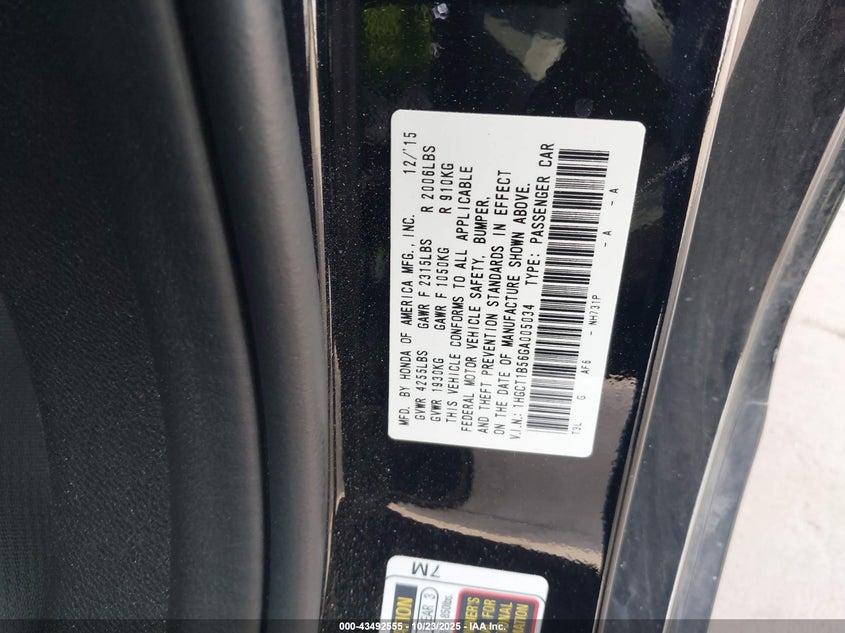 MFD. BY HONDA OF AMERICA MFG., INC. 12/'15
GVWR 4255LBS GAWR F 2315LBS R 2006LBS
GVWR 1930KG GAWR F 1050KG R 910KG
THIS VEHICLE CONFORMS TO ALL APPLICABLE
FEDERAL MOTOR VEHICLE SAFETY, BUMPER,
AND THEFT PREVENTION STANDARDS IN EFFECT
ON THE DATE OF MANUFACTURE SHOWN ABOVE.
V.I.N.: 1HGCT1B56GA005034 TYPE: PASSENGER CAR
T3L G AF6 - NH731P - A - A
7M
000-43492555 - 10/23/2025 - IAA Inc.